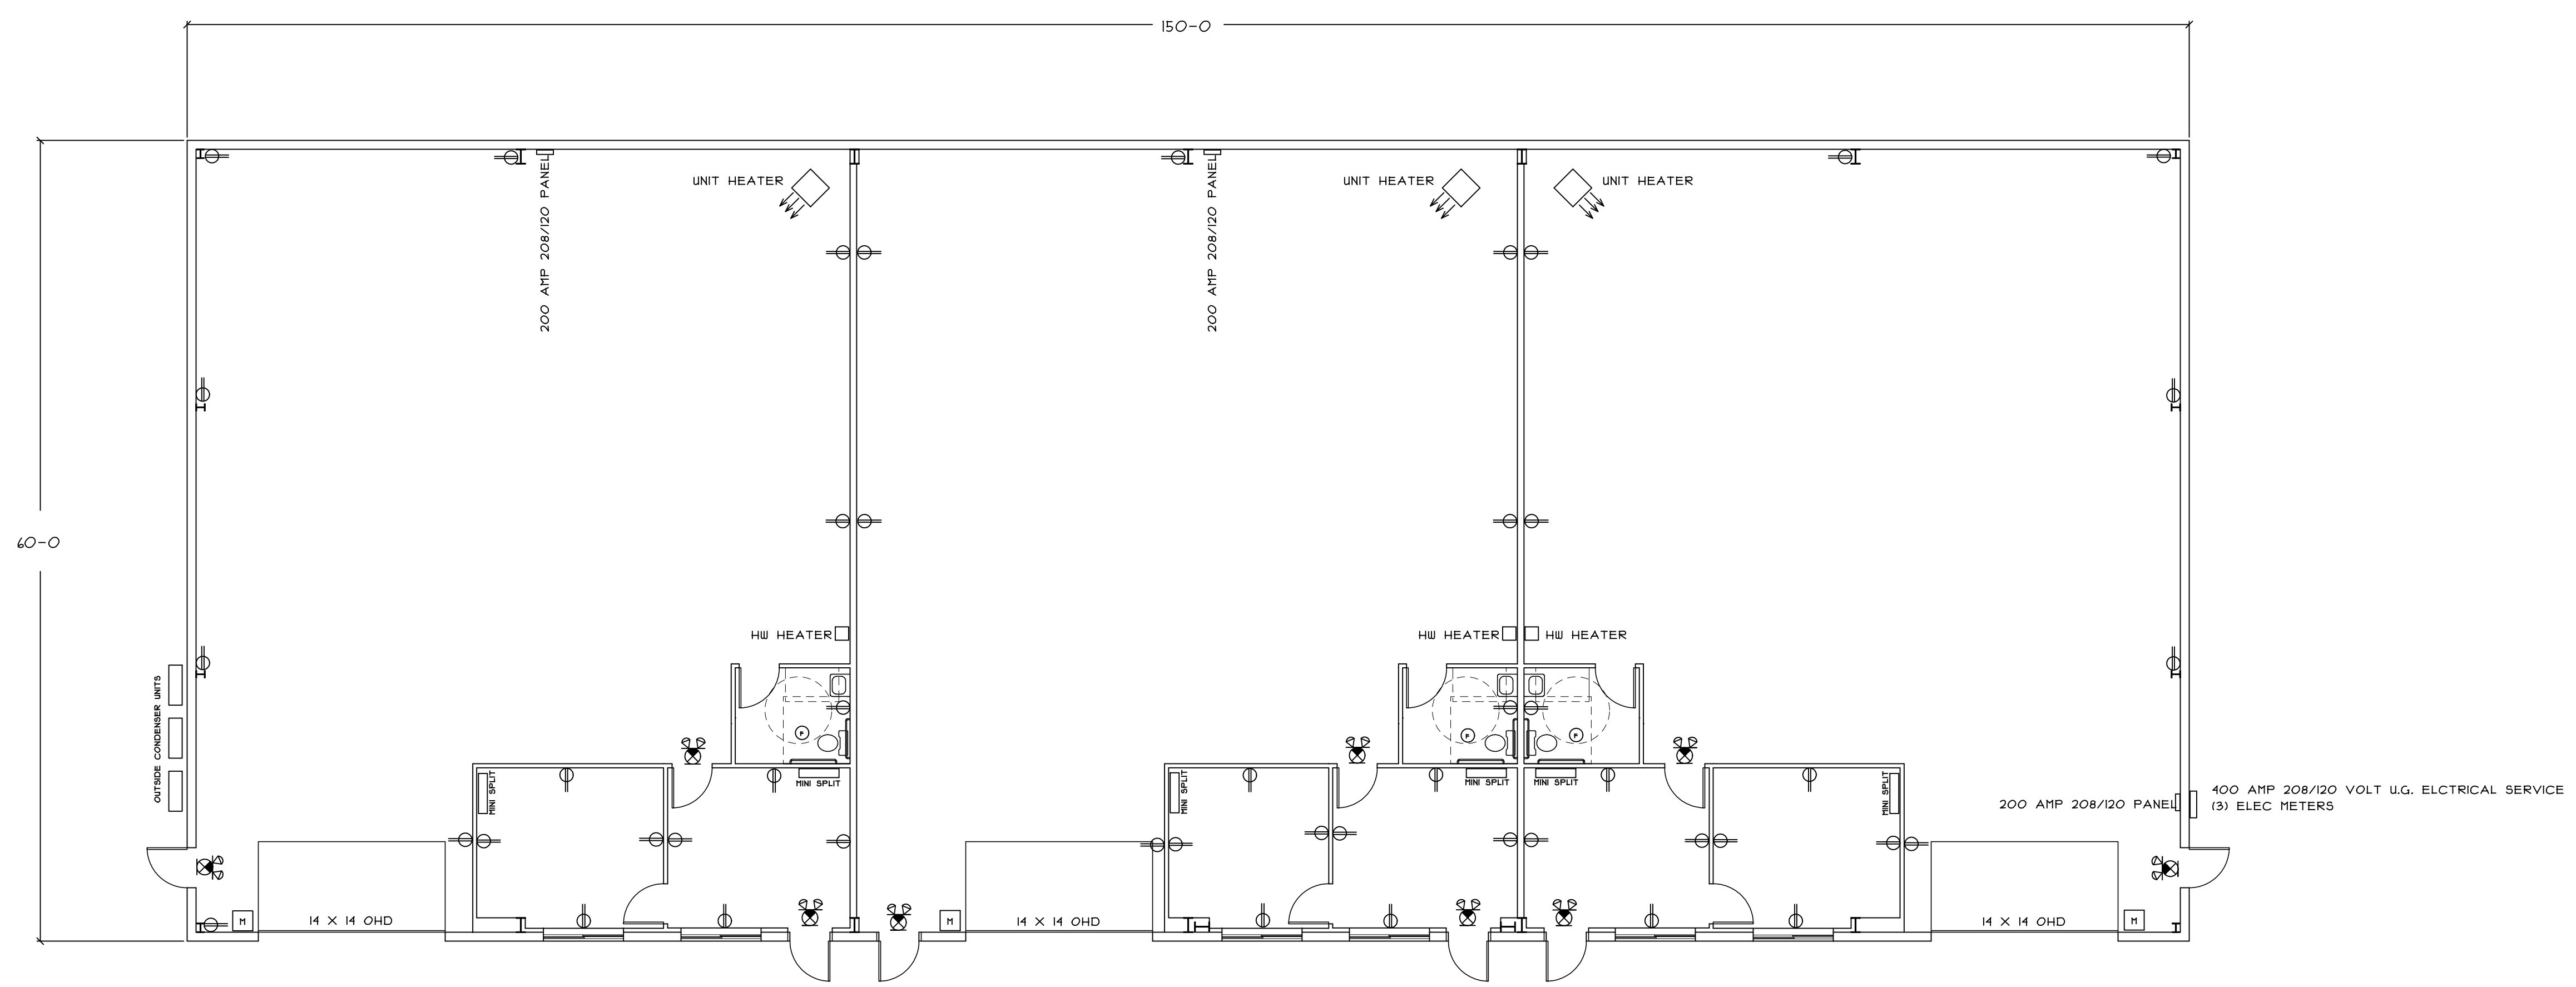 150-0
60-0
200 AMP 208/120 PANEL
UNIT HEATER
200 AMP 208/120 PANEL
UNIT HEATER
UNIT HEATER
HW HEATER
HW HEATER
HW HEATER
OUTSIDE CONDENSER UNITS
F
F
F
MINI SPLIT
MINI SPLIT
MINI SPLIT
MINI SPLIT
MINI SPLIT
MINI SPLIT
200 AMP 208/120 PANEL
400 AMP 208/120 VOLT U.G. ELCTRICAL SERVICE
(3) ELEC METERS
M
14 X 14 OHD
M
14 X 14 OHD
14 X 14 OHD
M